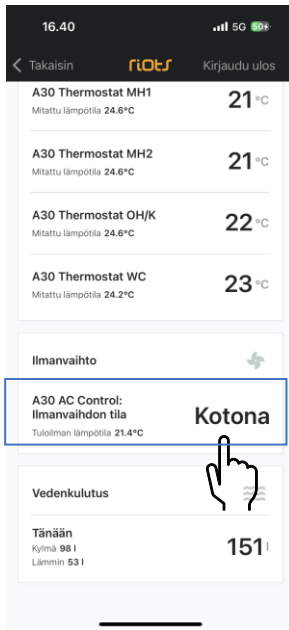 16.40 5G 50
Takaisin riots Kirjaudu ulos
A30 Thermostat MH1 21 °C
Mitattu lämpötila 24.6°C
A30 Thermostat MH2 21 °C
Mitattu lämpötila 24.6°C
A30 Thermostat OH/K 22 °C
Mitattu lämpötila 24.6°C
A30 Thermostat WC 23 °C
Mitattu lämpötila 24.2°C
Ilmanvaihto
A30 AC Control:
Ilmanvaihdon tila Kotona
Tuloilman lämpötila 21.4°C
Vedenkulutus
Tänään
Kylmä 98 l 151 l
Lämmin 53 l